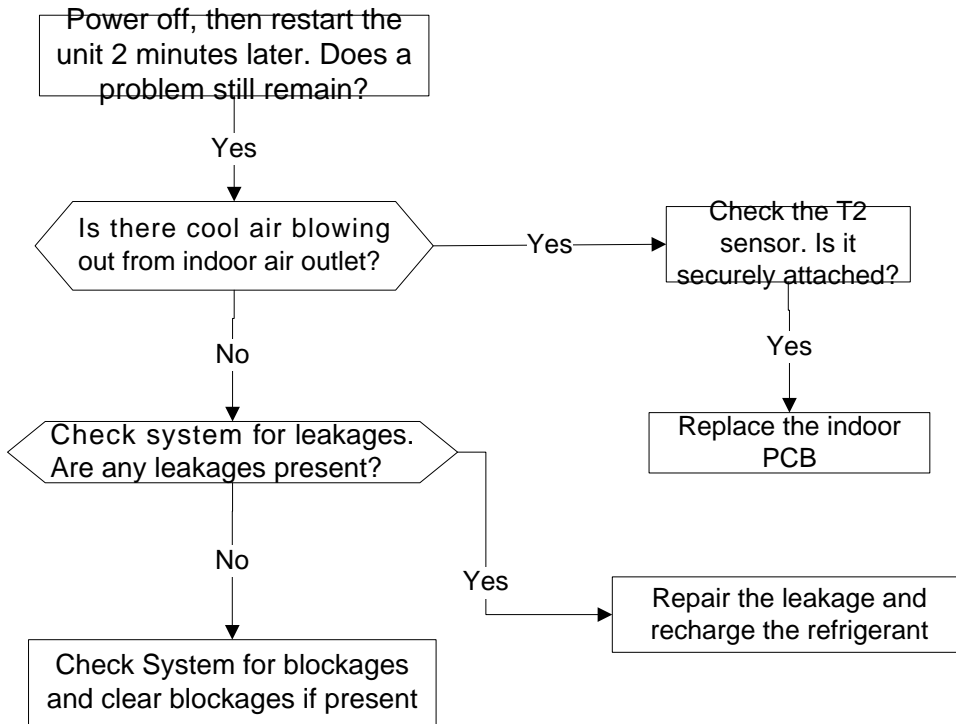 Power off, then restart the
unit 2 minutes later. Does a
problem still remain?
Yes
Is there cool air blowing
out from indoor air outlet?
Yes
Check the T2
sensor. Is it
securely attached?
Yes
Replace the indoor
PCB
No
Check system for leakages.
Are any leakages present?
Yes
Repair the leakage and
recharge the refrigerant
No
Check System for blockages
and clear blockages if present